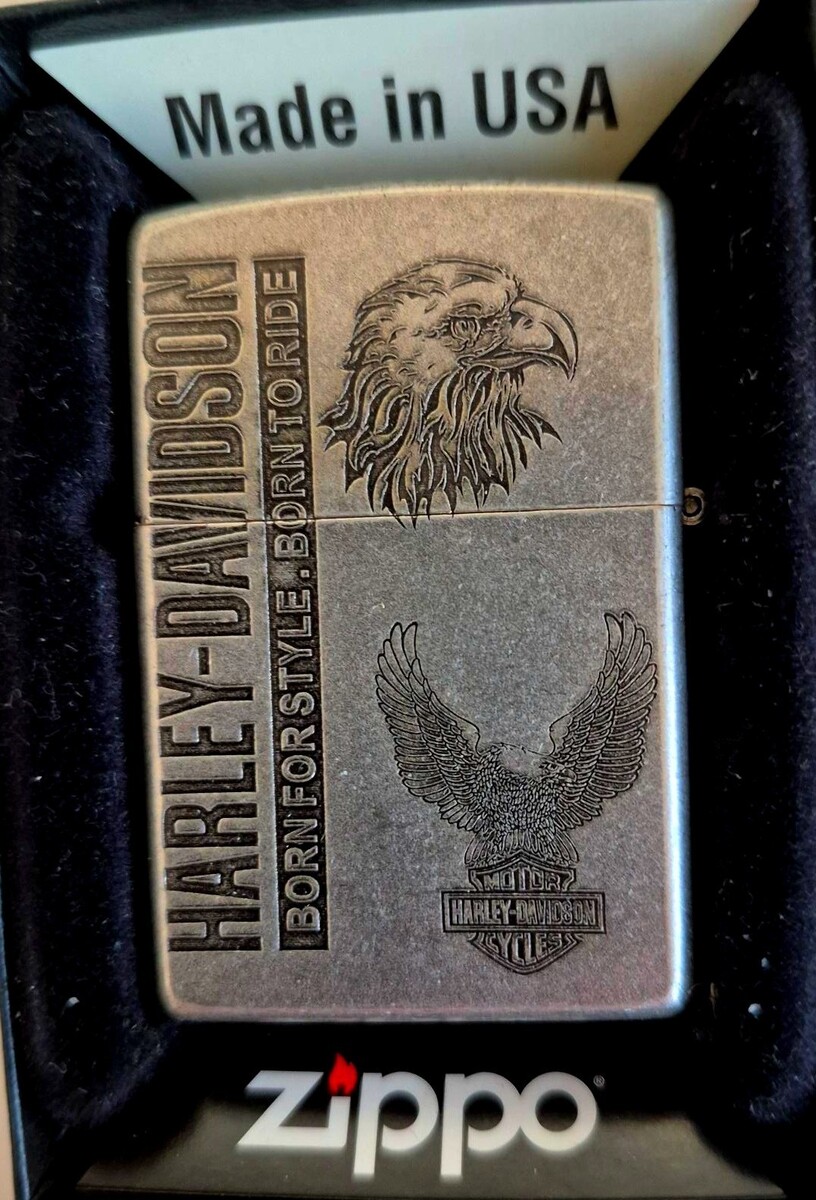 Made in USA
HARLEY-DAVIDSON
BORN FOR STYLE. BORN TO RIDE
MOTOR
HARLEY-DAVIDSON
CYCLES
Zippo®